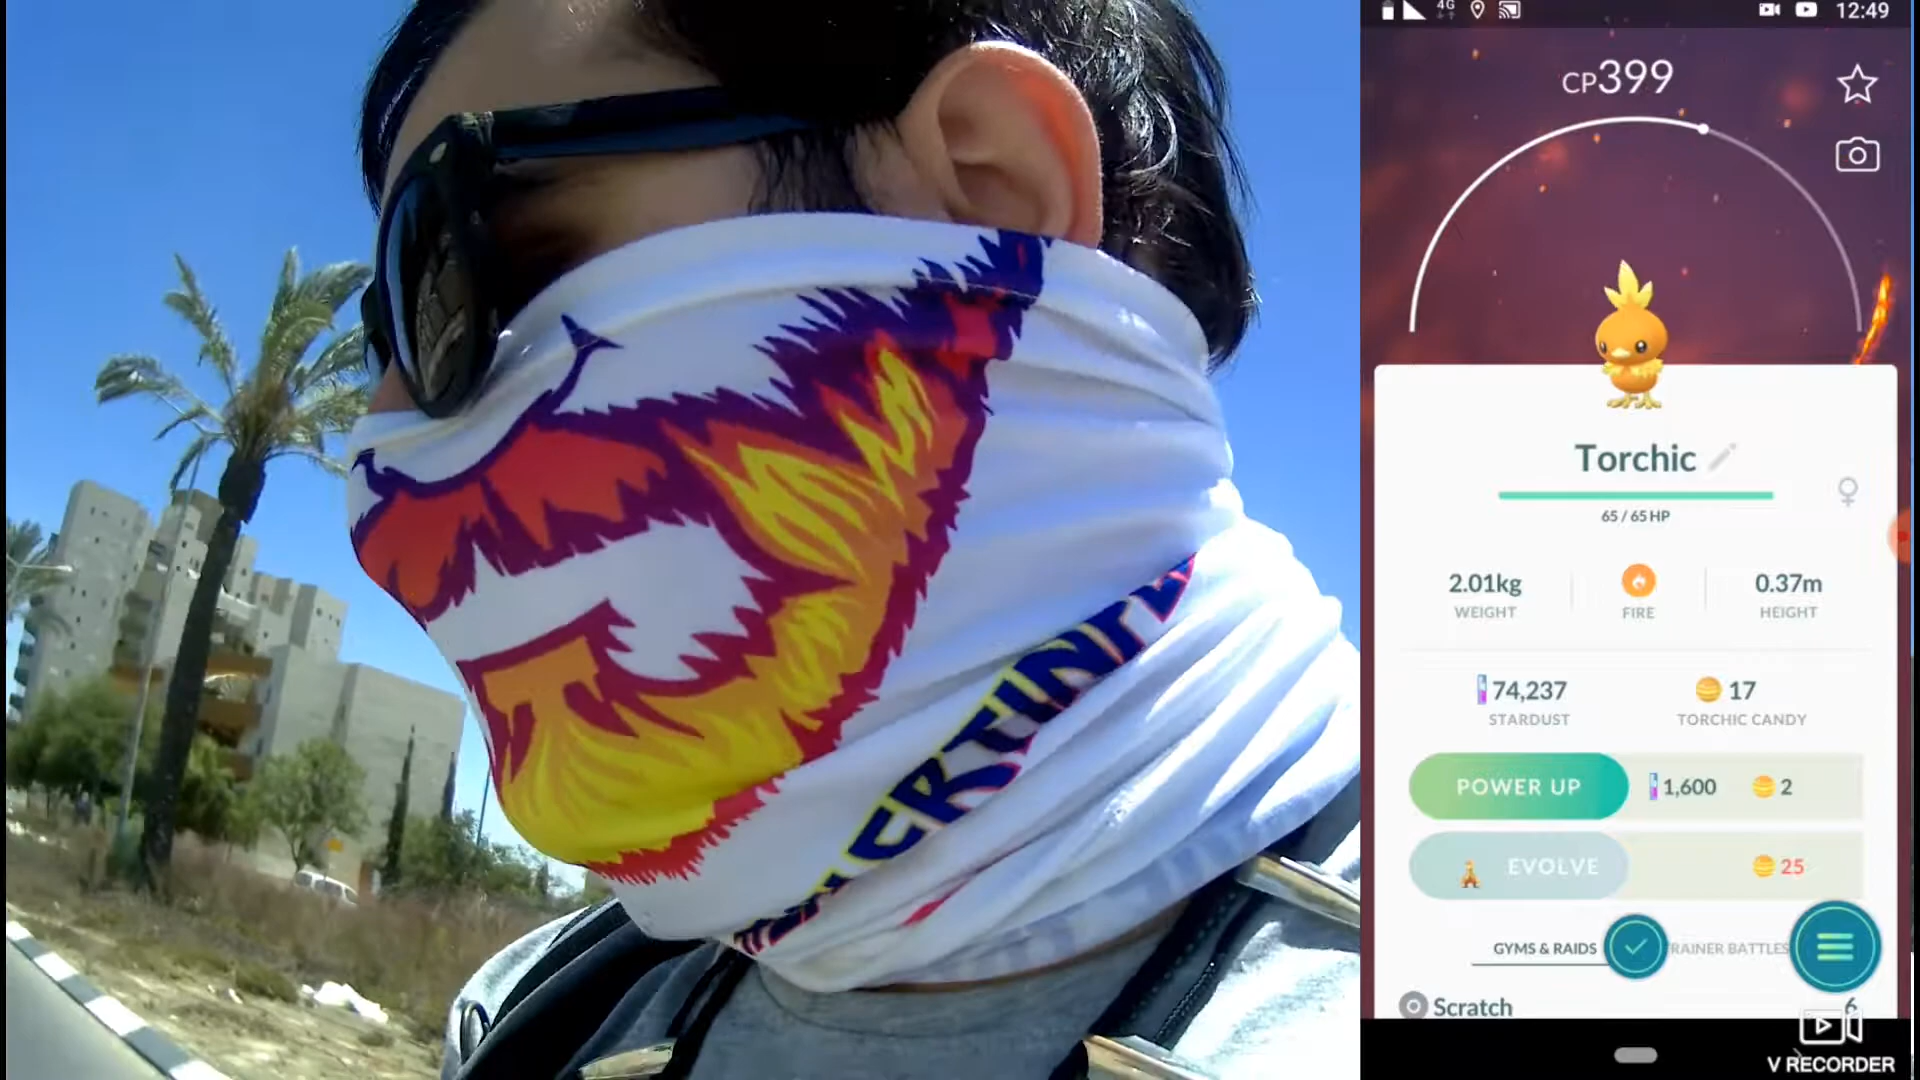 4G
12:49
CP399
Torchic
65 / 65 HP
2.01kg
WEIGHT
FIRE
0.37m
HEIGHT
74,237
STARDUST
17
TORCHIC CANDY
POWER UP
1,600
2
EVOLVE
25
GYMS & RAIDS
RAINER BATTLES
Scratch
6
V RECORDER